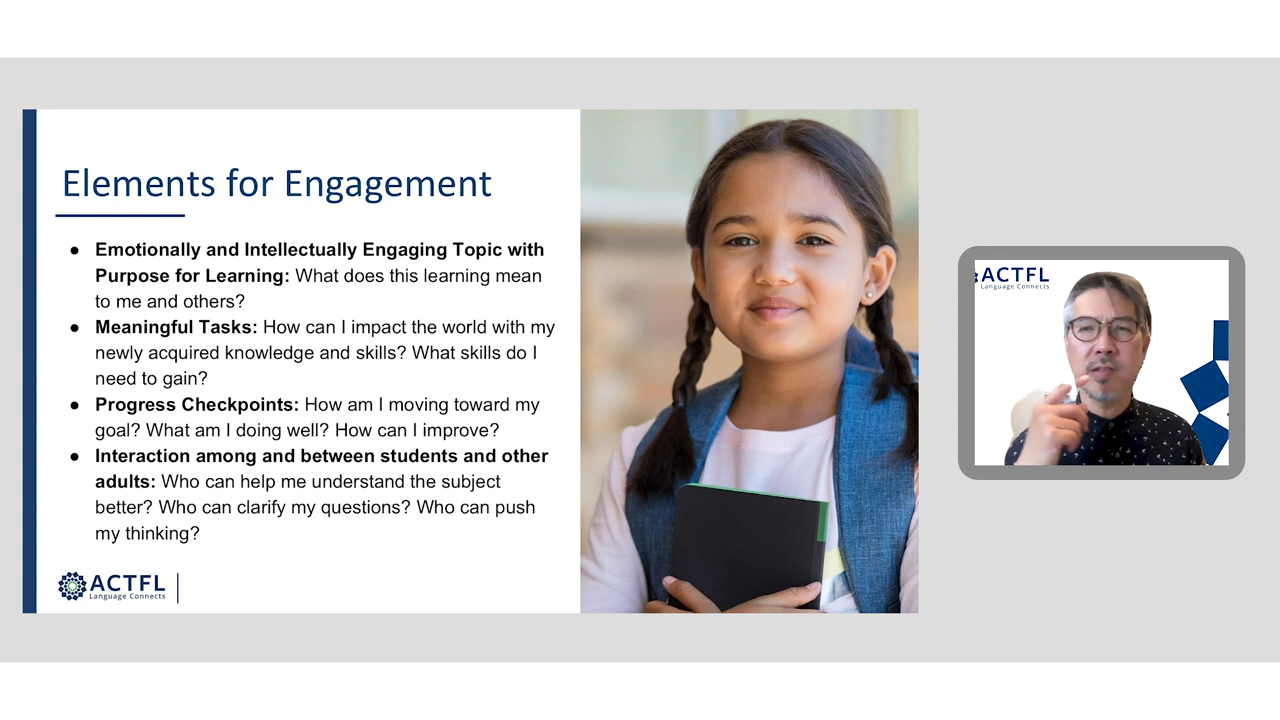 Elements for Engagement
● Emotionally and Intellectually Engaging Topic with
Purpose for Learning: What does this learning mean
to me and others?
● Meaningful Tasks: How can I impact the world with my
newly acquired knowledge and skills? What skills do I
need to gain?
● Progress Checkpoints: How am I moving toward my
goal? What am I doing well? How can I improve?
● Interaction among and between students and other
adults: Who can help me understand the subject
better? Who can clarify my questions? Who can push
my thinking?
ACTFL
Language Connects
ACTFL
Language Connects